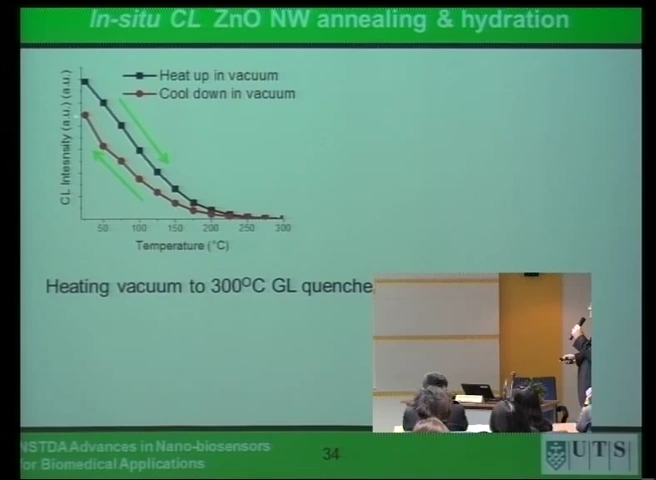 In-situ CL ZnO NW annealing & hydration
Heat up in vacuum
Cool down in vacuum
CL Intesnsity (a.u.) (a.u.)
50 100 150 200 250 300
Temperature (°C)
Heating vacuum to 300°C GL quenche
NSTDA Advances in Nano-biosensors
for Biomedical Applications
34
UTS